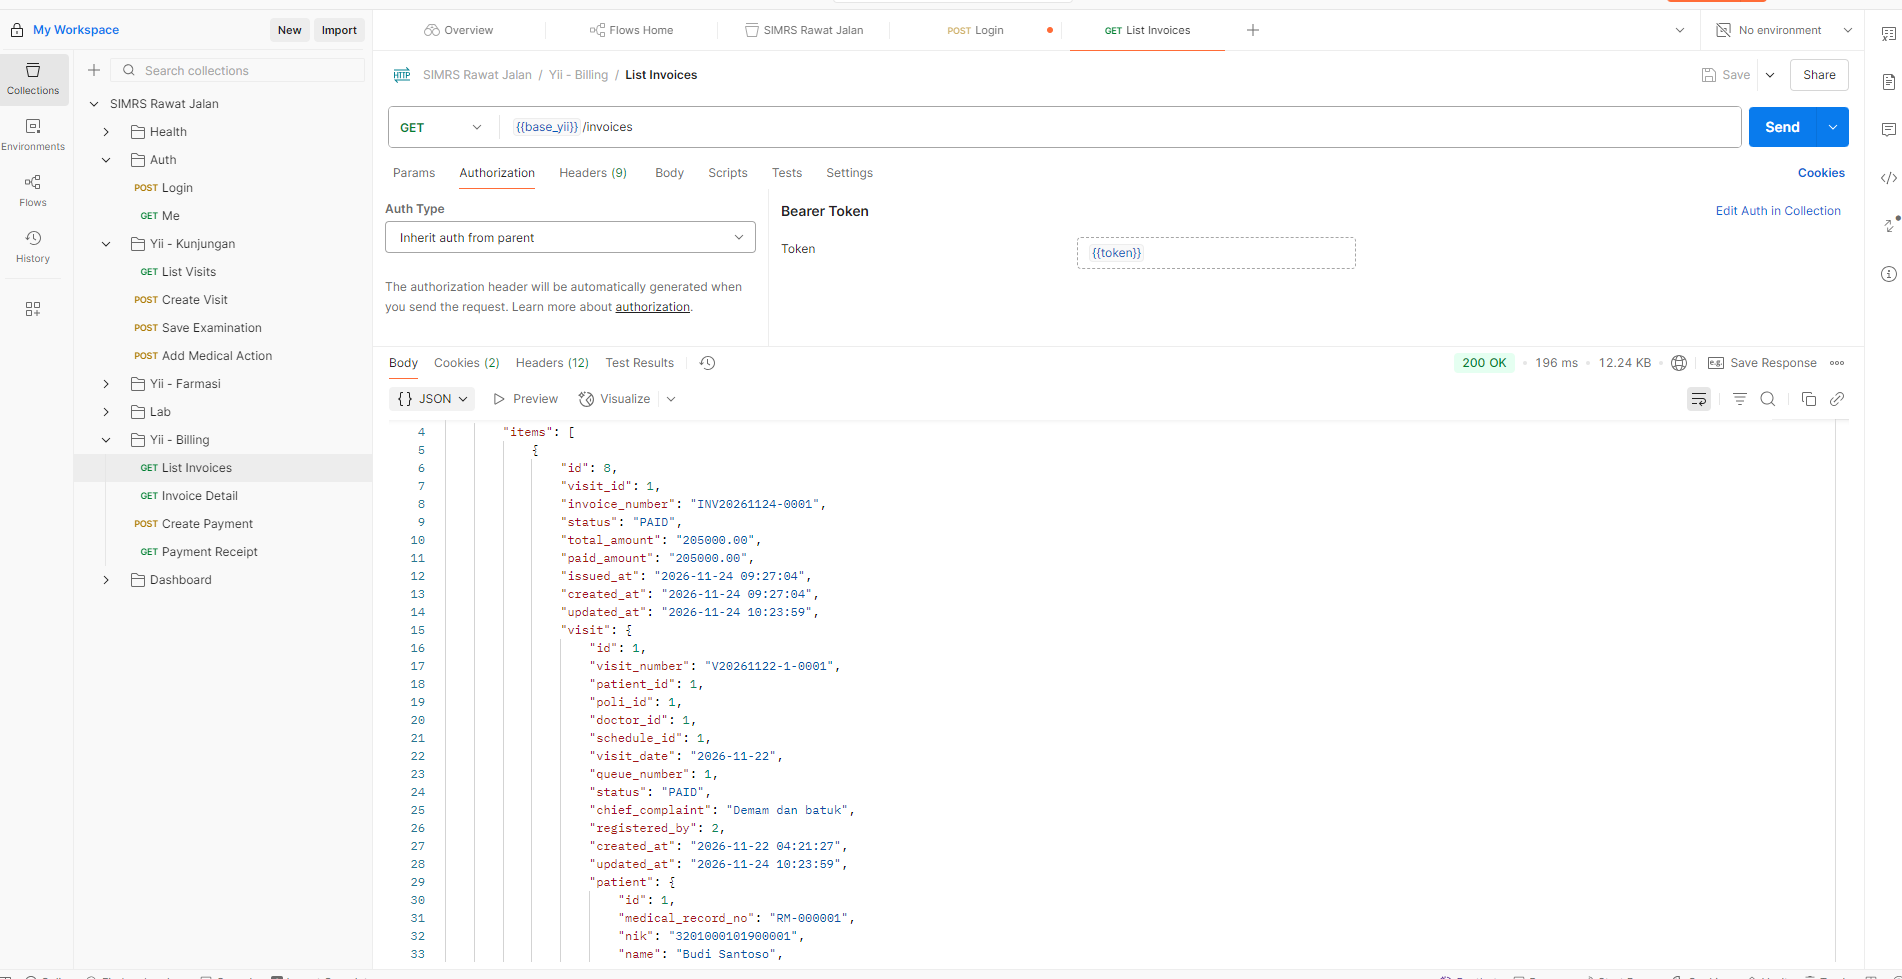 My Workspace
New
Import
Overview
Flows Home
SIMRS Rawat Jalan
POST Login
GET List Invoices
No environment
Collections
Environments
Flows
History
Search collections
SIMRS Rawat Jalan
Health
Auth
POST Login
GET Me
Yii - Kunjungan
GET List Visits
POST Create Visit
POST Save Examination
POST Add Medical Action
Yii - Farmasi
Lab
Yii - Billing
GET List Invoices
GET Invoice Detail
POST Create Payment
GET Payment Receipt
Dashboard
HTTP SIMRS Rawat Jalan / Yii - Billing / List Invoices
Save
Share
GET
{{base_yii}} /invoices
Send
Params
Authorization
Headers (9)
Body
Scripts
Tests
Settings
Cookies
Auth Type
Inherit auth from parent
The authorization header will be automatically generated when
you send the request. Learn more about authorization.
Bearer Token
Edit Auth in Collection
Token
{{token}}
Body
Cookies (2)
Headers (12)
Test Results
200 OK
196 ms
12.24 KB
e.g. Save Response
{} JSON
Preview
Visualize
4 "items": [
5 {
6 "id": 8,
7 "visit_id": 1,
8 "invoice_number": "INV20261124-0001",
9 "status": "PAID",
10 "total_amount": "205000.00",
11 "paid_amount": "205000.00",
12 "issued_at": "2026-11-24 09:27:04",
13 "created_at": "2026-11-24 09:27:04",
14 "updated_at": "2026-11-24 10:23:59",
15 "visit": {
16 "id": 1,
17 "visit_number": "V20261122-1-0001",
18 "patient_id": 1,
19 "poli_id": 1,
20 "doctor_id": 1,
21 "schedule_id": 1,
22 "visit_date": "2026-11-22",
23 "queue_number": 1,
24 "status": "PAID",
25 "chief_complaint": "Demam dan batuk",
26 "registered_by": 2,
27 "created_at": "2026-11-22 04:21:27",
28 "updated_at": "2026-11-24 10:23:59",
29 "patient": {
30 "id": 1,
31 "medical_record_no": "RM-000001",
32 "nik": "3201000101900001",
33 "name": "Budi Santoso",